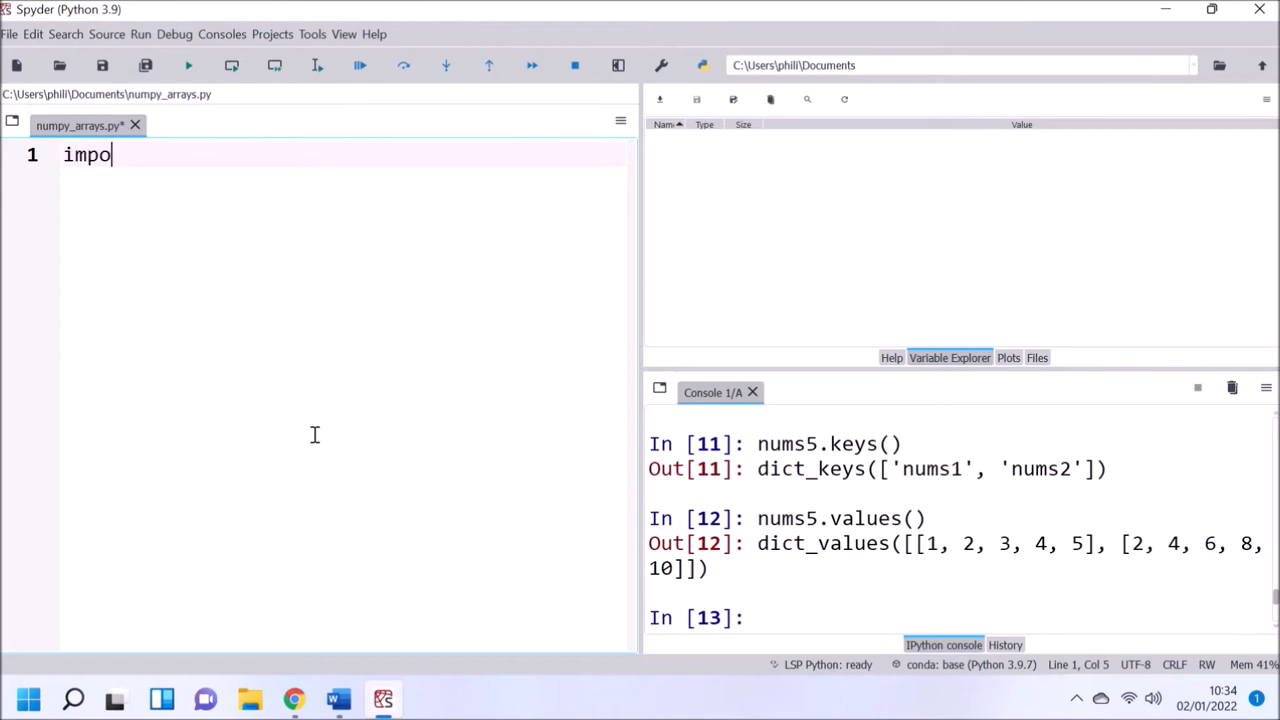 Spyder (Python 3.9)
File Edit Search Source Run Debug Consoles Projects Tools View Help
C:\Users\phili\Documents
C:\Users\phili\Documents\numpy_arrays.py
numpy_arrays.py*
Name Type Size Value
1 impo
Help Variable Explorer Plots Files
Console 1/A
In [11]: nums5.keys()
Out[11]: dict_keys(['nums1', 'nums2'])
In [12]: nums5.values()
Out[12]: dict_values([[1, 2, 3, 4, 5], [2, 4, 6, 8,
10]])
In [13]:
IPython console History
LSP Python: ready conda: base (Python 3.9.7) Line 1, Col 5 UTF-8 CRLF RW Mem 41%
10:34
02/01/2022
1